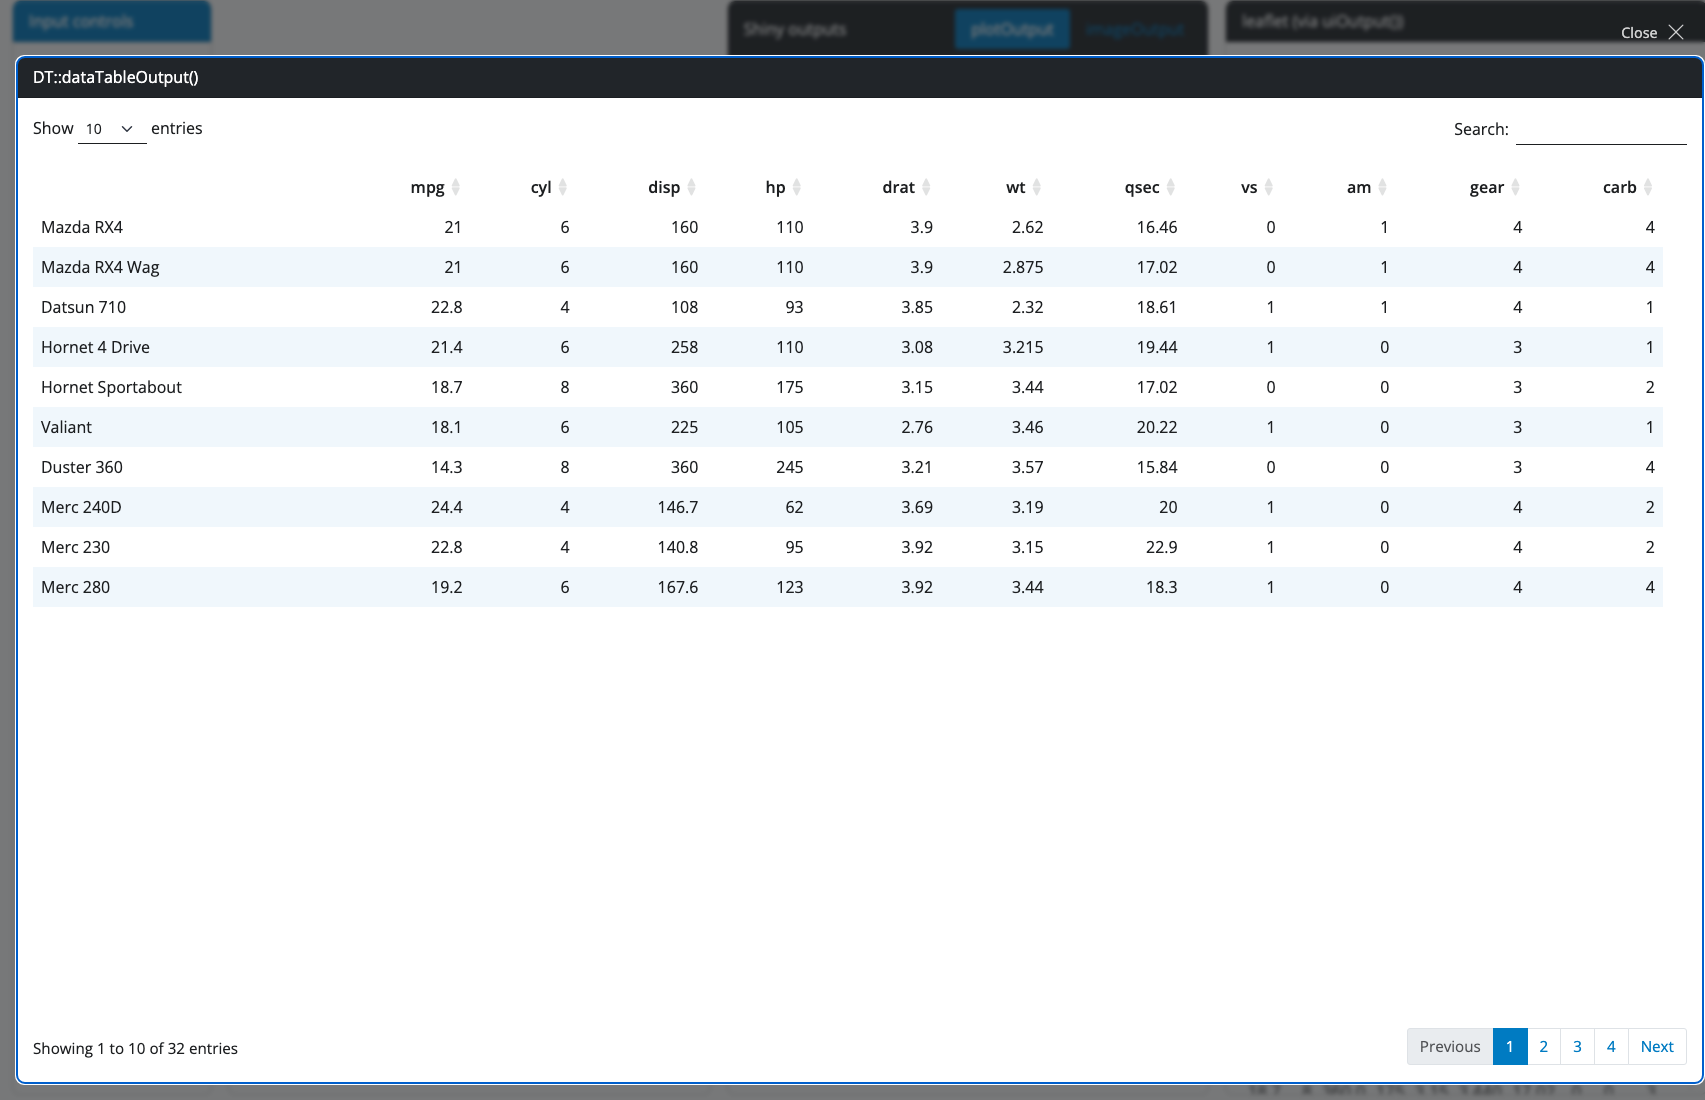 Input controls
Shiny outputs plotOutput imageOutput
leaflet (via uiOutput())
Close
DT::dataTableOutput()
Show 10 entries
Search:
mpg cyl disp hp drat wt qsec vs am gear carb
Mazda RX4 21 6 160 110 3.9 2.62 16.46 0 1 4 4
Mazda RX4 Wag 21 6 160 110 3.9 2.875 17.02 0 1 4 4
Datsun 710 22.8 4 108 93 3.85 2.32 18.61 1 1 4 1
Hornet 4 Drive 21.4 6 258 110 3.08 3.215 19.44 1 0 3 1
Hornet Sportabout 18.7 8 360 175 3.15 3.44 17.02 0 0 3 2
Valiant 18.1 6 225 105 2.76 3.46 20.22 1 0 3 1
Duster 360 14.3 8 360 245 3.21 3.57 15.84 0 0 3 4
Merc 240D 24.4 4 146.7 62 3.69 3.19 20 1 0 4 2
Merc 230 22.8 4 140.8 95 3.92 3.15 22.9 1 0 4 2
Merc 280 19.2 6 167.6 123 3.92 3.44 18.3 1 0 4 4
Showing 1 to 10 of 32 entries
Previous 1 2 3 4 Next